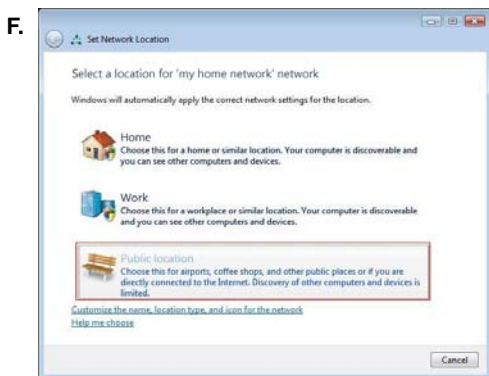 F.
Set Network Location
Select a location for 'my home network' network
Windows will automatically apply the correct network settings for the location.
Home
Choose this for a home or similar location. Your computer is discoverable and
you can see other computers and devices.
Work
Choose this for a workplace or similar location. Your computer is discoverable
and you can see other computers and devices.
Public location
Choose this for airports, coffee shops, and other public places or if you are
directly connected to the Internet. Discovery of other computers and devices is
limited.
Customize the name, location type, and icon for the network
Help me choose
Cancel